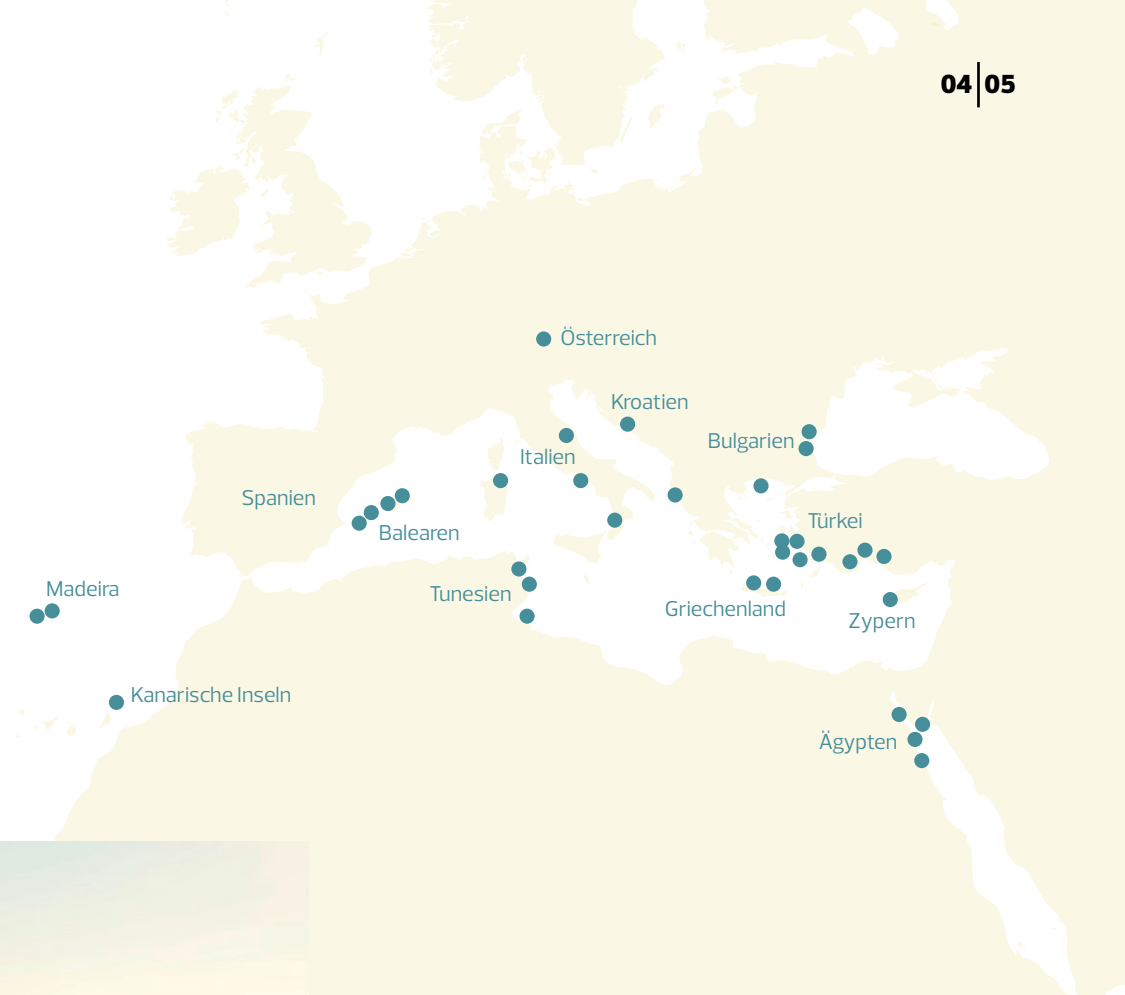 04|05
Österreich
Kroatien
Bulgarien
Italien
Spanien
Türkei
Balearen
Madeira
Tunesien
Griechenland
Zypern
Kanarische Inseln
Ägypten